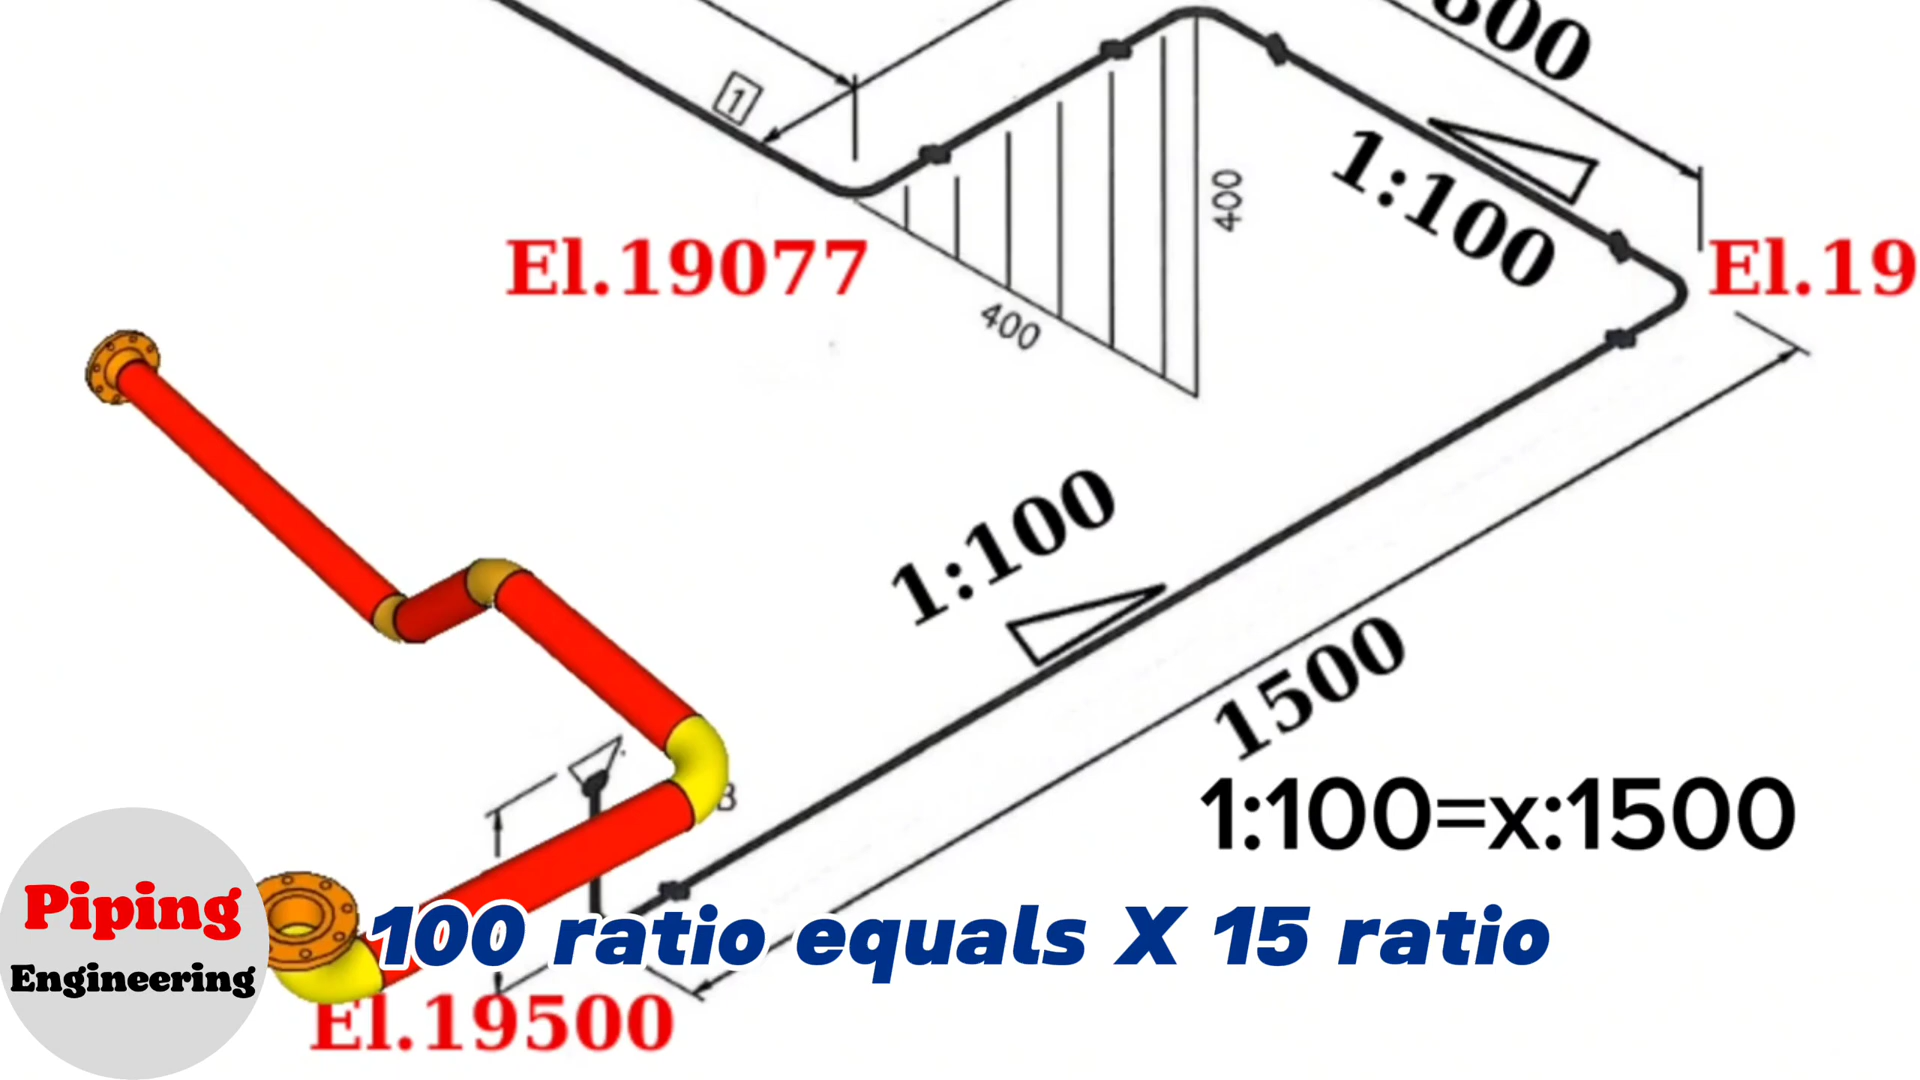 800
1
400
1:100
El.19077
El.19
400
1:100
1500
1:100=x:1500
Piping
Engineering
100 ratio equals X 15 ratio
El.19500